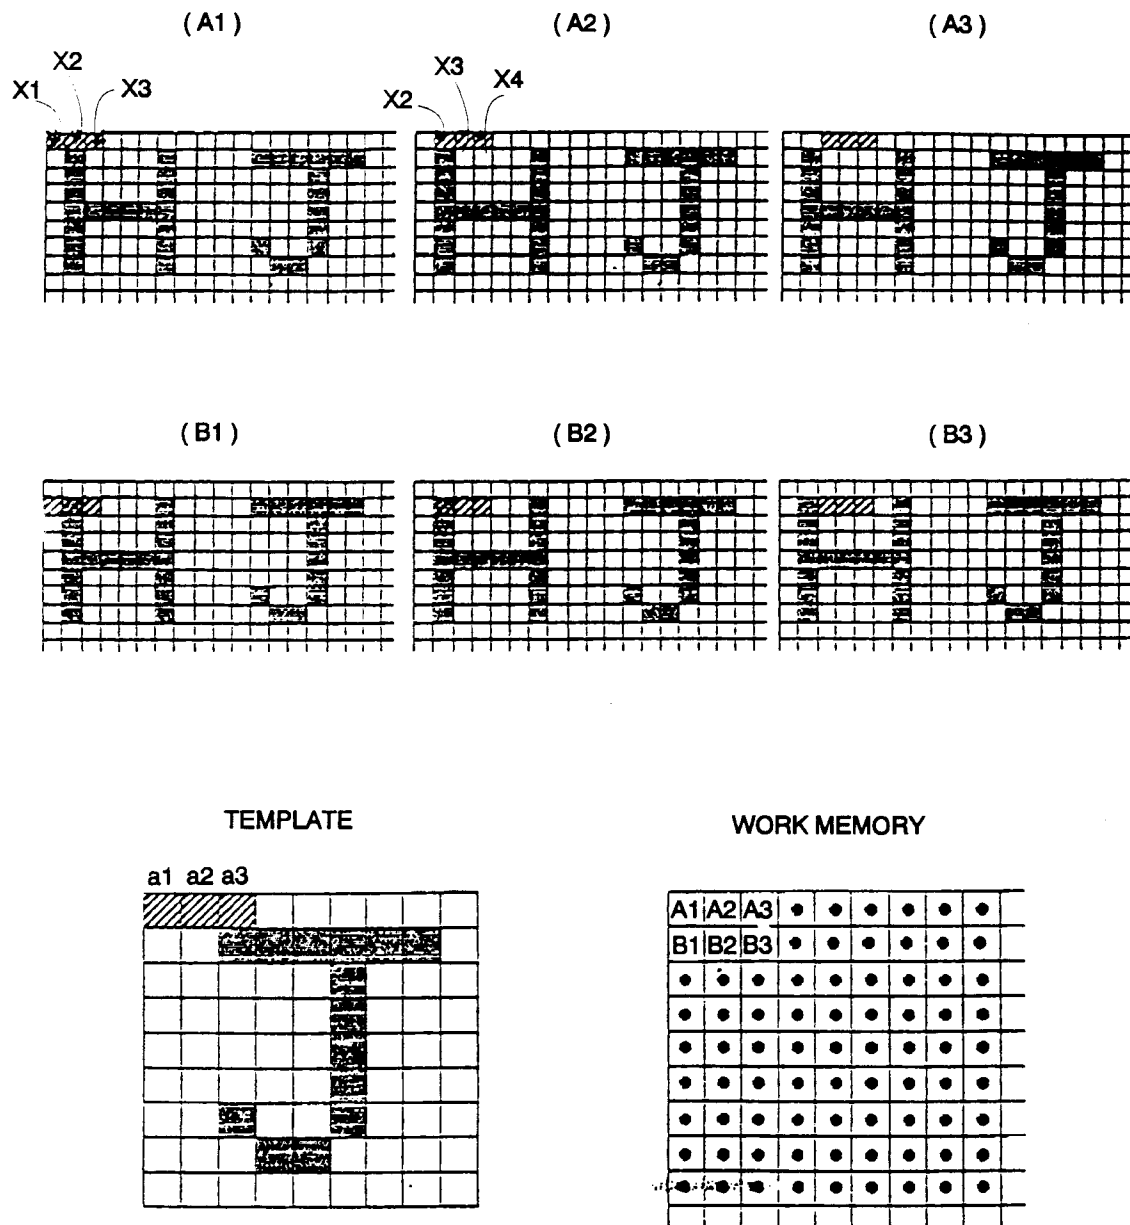 ( A1 ) ( A2 ) ( A3 )
X1 X2 X3 X2 X3 X4
( B1 ) ( B2 ) ( B3 )
TEMPLATE WORK MEMORY
a1 a2 a3
A1 A2 A3
B1 B2 B3